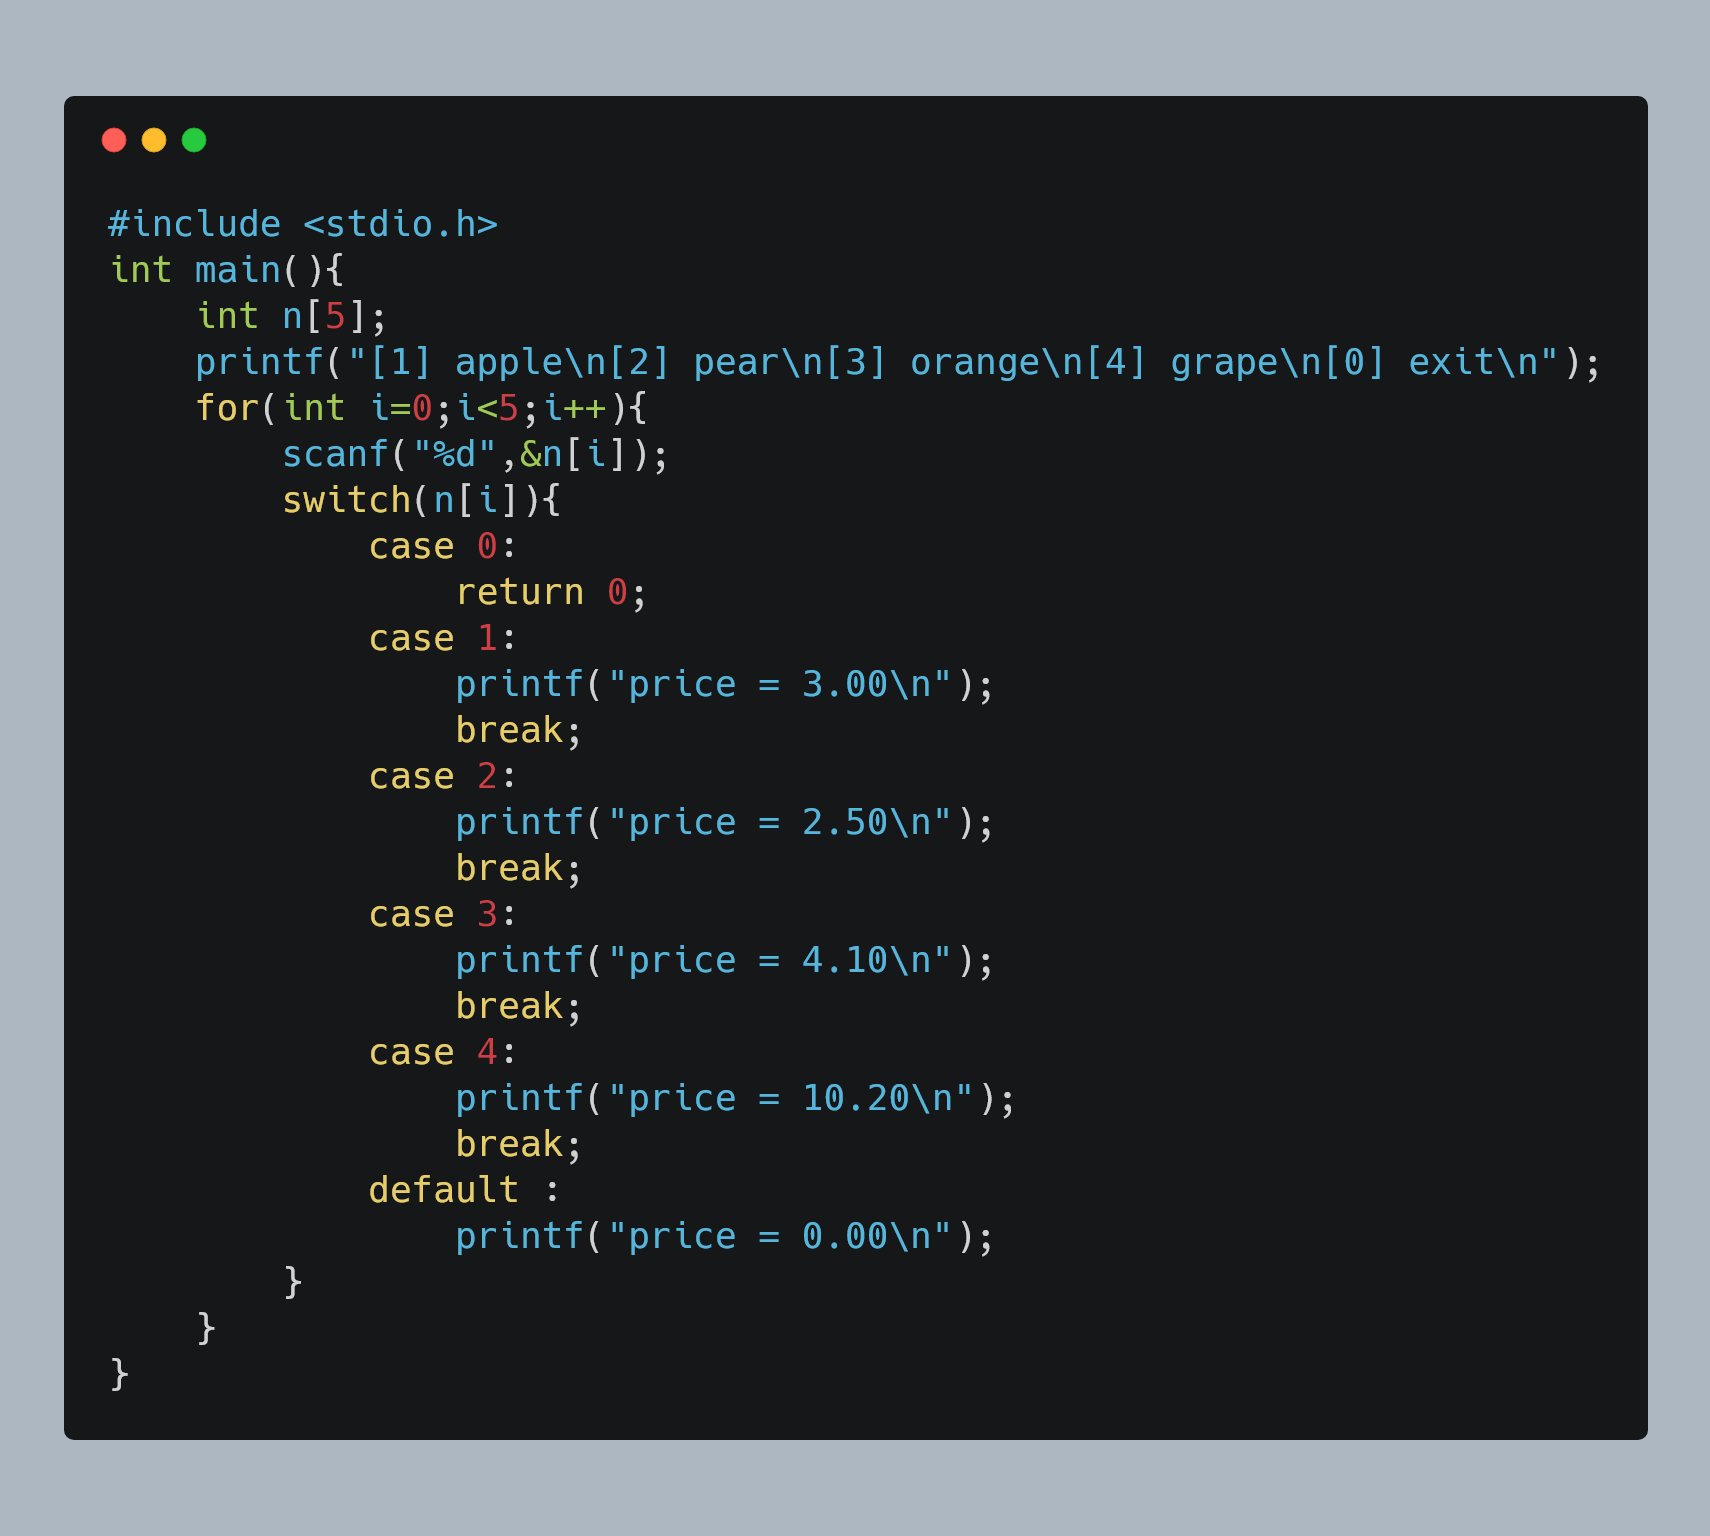 #include <stdio.h>
int main(){
    int n[5];
    printf("[1] apple\n[2] pear\n[3] orange\n[4] grape\n[0] exit\n");
    for(int i=0;i<5;i++){
        scanf("%d",&n[i]);
        switch(n[i]){
            case 0:
                return 0;
            case 1:
                printf("price = 3.00\n");
                break;
            case 2:
                printf("price = 2.50\n");
                break;
            case 3:
                printf("price = 4.10\n");
                break;
            case 4:
                printf("price = 10.20\n");
                break;
            default :
                printf("price = 0.00\n");
        }
    }
}